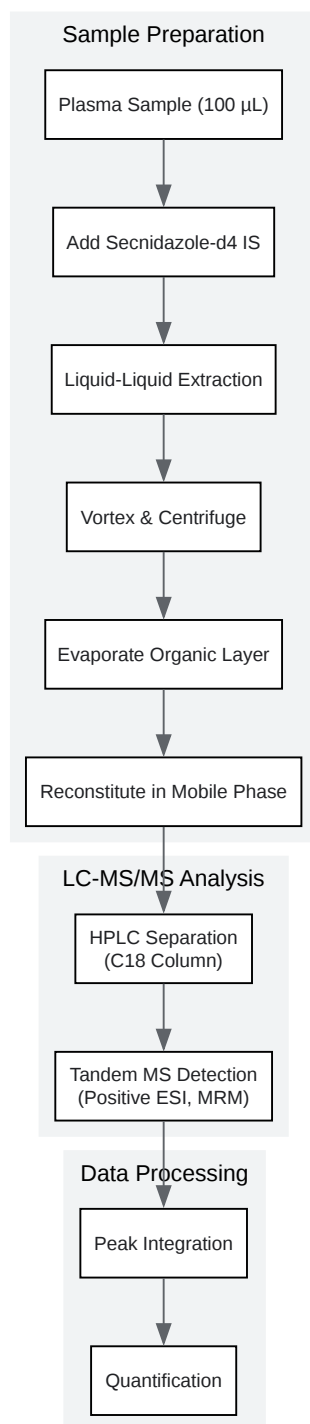 Sample Preparation
Plasma Sample (100 µL)
Add Secnidazole-d4 IS
Liquid-Liquid Extraction
Vortex & Centrifuge
Evaporate Organic Layer
Reconstitute in Mobile Phase
LC-MS/MS Analysis
HPLC Separation
(C18 Column)
Tandem MS Detection
(Positive ESI, MRM)
Data Processing
Peak Integration
Quantification